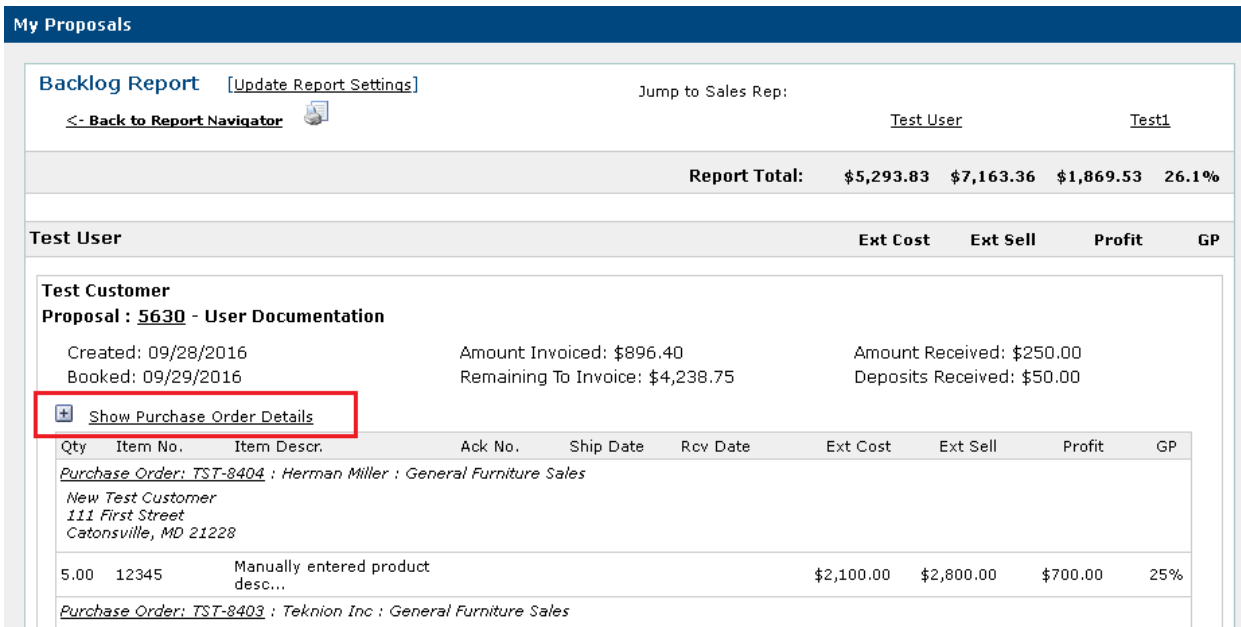 My Proposals
Backlog Report [Update Report Settings]
Jump to Sales Rep:
<- Back to Report Navigator
Test User Test1
Report Total: $5,293.83 $7,163.36 $1,869.53 26.1%
Test User Ext Cost Ext Sell Profit GP
Test Customer
Proposal : 5630 - User Documentation
Created: 09/28/2016 Amount Invoiced: $896.40 Amount Received: $250.00
Booked: 09/29/2016 Remaining To Invoice: $4,238.75 Deposits Received: $50.00
Show Purchase Order Details
Qty Item No. Item Descr. Ack No. Ship Date Rcv Date Ext Cost Ext Sell Profit GP
Purchase Order: TST-8404 : Herman Miller : General Furniture Sales
New Test Customer
111 First Street
Catonsville, MD 21228
5.00 12345 Manually entered product desc... $2,100.00 $2,800.00 $700.00 25%
Purchase Order: TST-8403 : Teknion Inc : General Furniture Sales